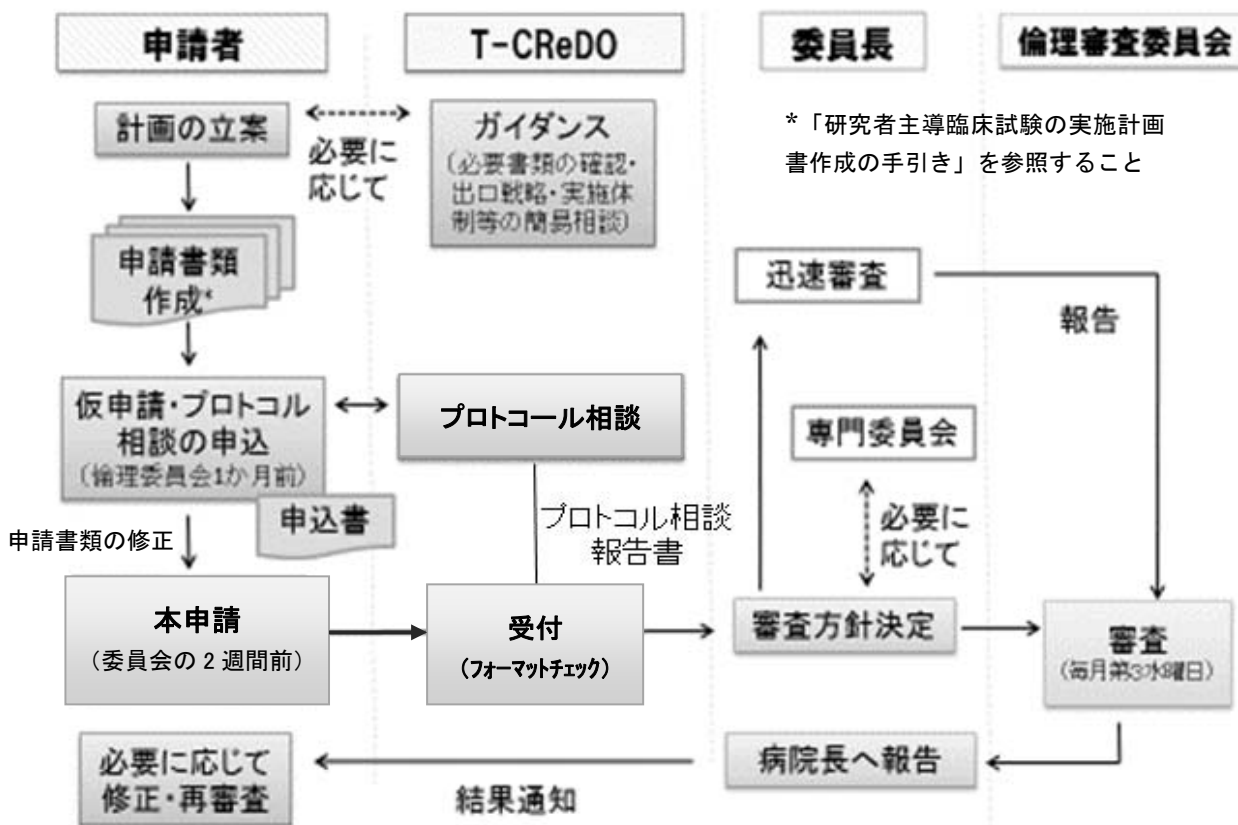 申請者
T-CReDO
委員長
倫理審査委員会
計画の立案
必要に
応じて
ガイダンス
(必要書類の確認・
出口戦略・実施体
制等の簡易相談)
*「研究者主導臨床試験の実施計画
書作成の手引き」を参照すること
申請書類
作成*
迅速審査
報告
仮申請・プロトコル
相談の申込
(倫理委員会1か月前)
申込書
プロトコール相談
専門委員会
プロトコル相談
報告書
必要に
応じて
申請書類の修正
本申請
(委員会の2週間前)
受付
(フォーマットチェック)
審査方針決定
審査
(毎月第3水曜日)
必要に応じて
修正・再審査
結果通知
病院長へ報告